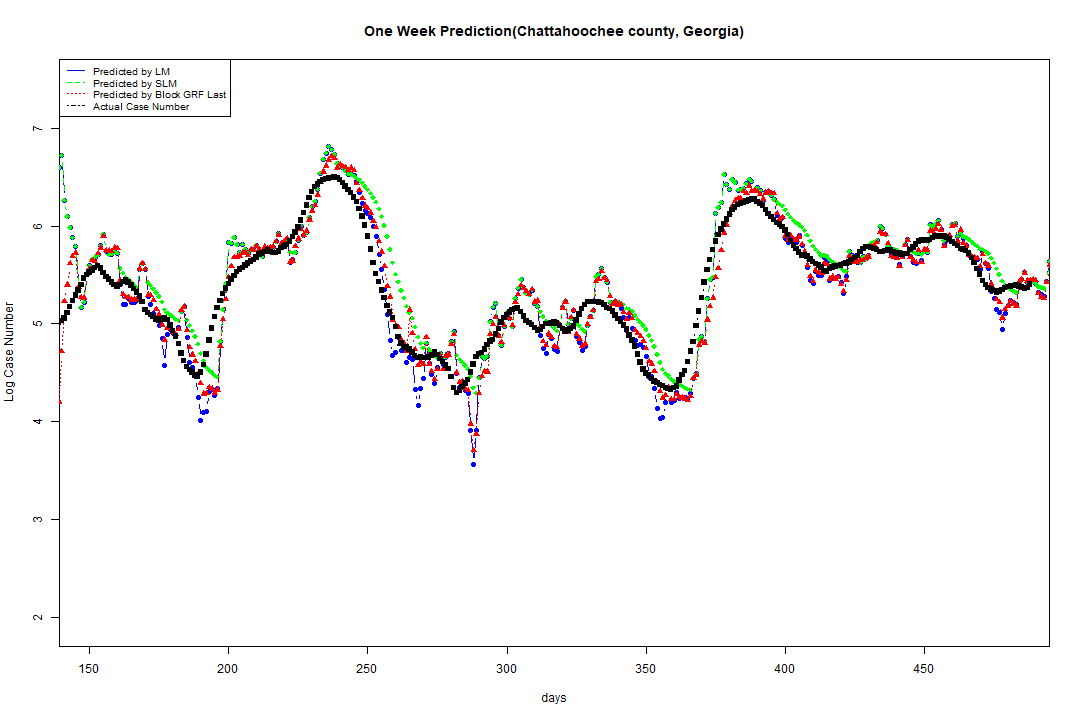 One Week Prediction(Chattahoochee county, Georgia)
Predicted by LM
Predicted by SLM
Predicted by Block GRF Last
Actual Case Number
Log Case Number
7
6
5
4
3
2
150 200 250 300 350 400 450
days